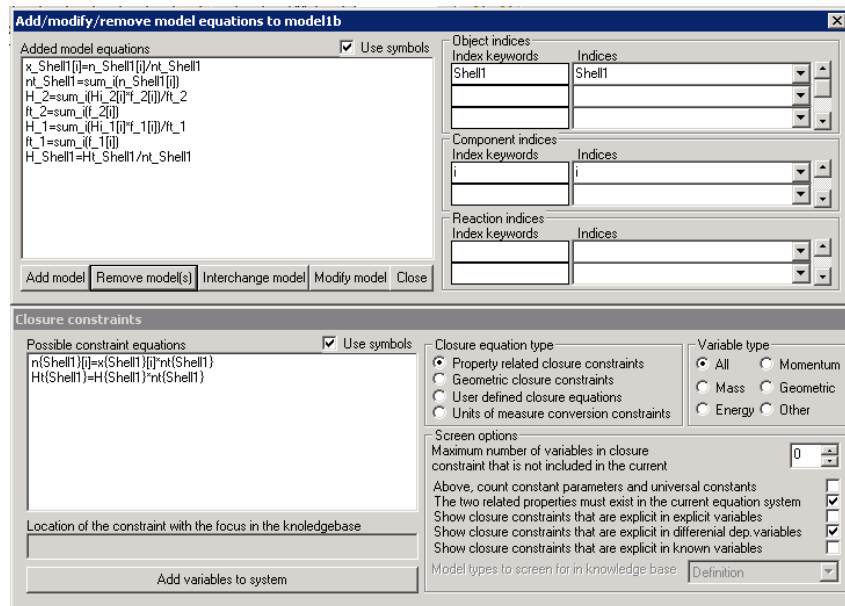 Add/modify/remove model equations to model1b
Added model equations
Use symbols
x_Shell1[i]=n_Shell1[i]/nt_Shell1
nt_Shell1=sum_i(n_Shell1[i])
H_2=sum_i(Hi_2[i]*f_2[i])/ft_2
ft_2=sum_i(f_2[i])
H_1=sum_i(Hi_1[i]*f_1[i])/ft_1
ft_1=sum_i(f_1[i])
H_Shell1=Ht_Shell1/nt_Shell1
Add model
Remove model(s)
Interchange model
Modify model
Close
Object indices
Index keywords
Indices
Shell1
Shell1
Component indices
Index keywords
Indices
i
i
Reaction indices
Index keywords
Indices
Closure constraints
Possible constraint equations
Use symbols
n{Shell1}[i]=x{Shell1}[i]*nt{Shell1}
Ht{Shell1}=H{Shell1}*nt{Shell1}
Location of the constraint with the focus in the knoledgebase
Add variables to system
Closure equation type
Property related closure constraints
Geometric closure constraints
User defined closure equations
Units of measure conversion constraints
Variable type
All
Momentum
Mass
Geometric
Energy
Other
Screen options
Maximum number of variables in closure
constraint that is not included in the current
0
Above, count constant parameters and universal constants
The two related properties must exist in the current equation system
Show closure constraints that are explicit in explicit variables
Show closure constraints that are explicit in differenial dep.variables
Show closure constraints that are explicit in known variables
Model types to screen for in knowledge base
Definition